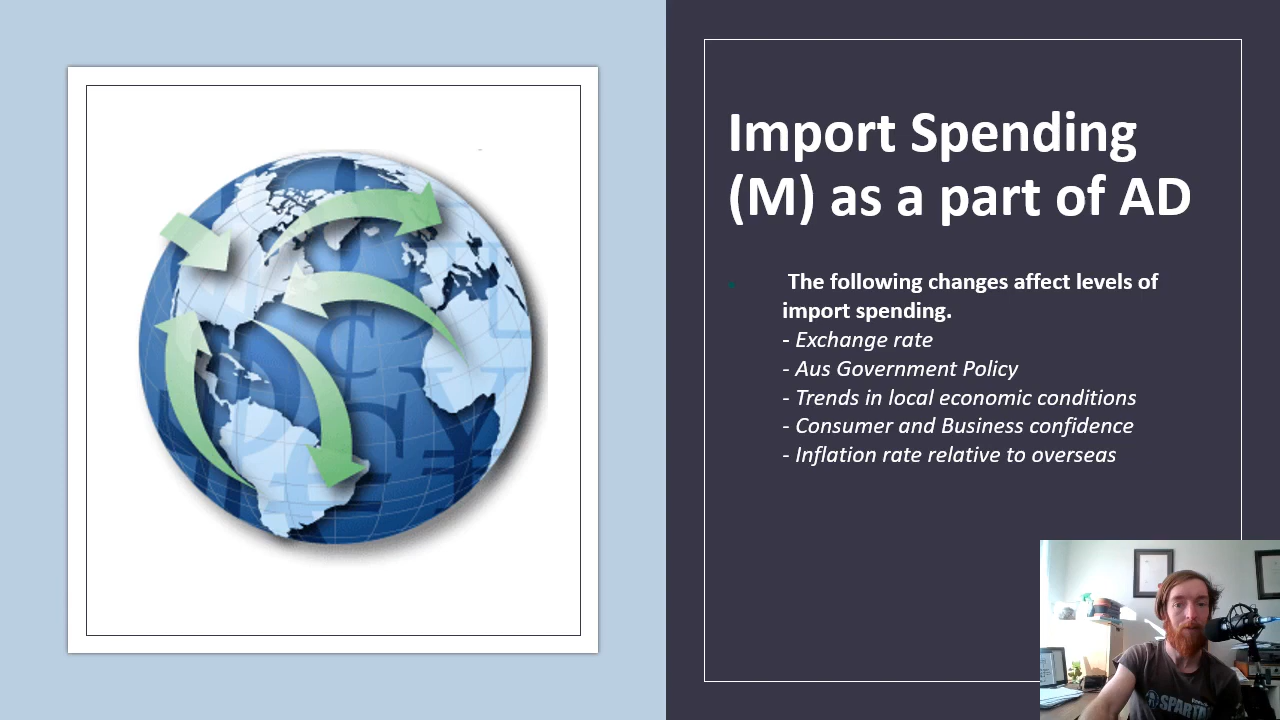 Import Spending
(M) as a part of AD
The following changes affect levels of
import spending.
- Exchange rate
- Aus Government Policy
- Trends in local economic conditions
- Consumer and Business confidence
- Inflation rate relative to overseas